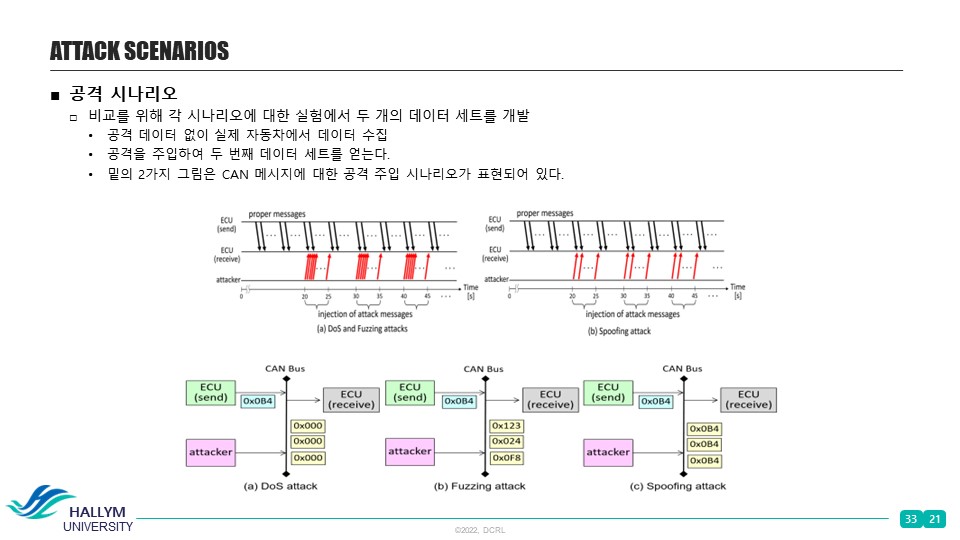 ATTACK SCENARIOS
■ 공격 시나리오
□ 비교를 위해 각 시나리오에 대한 실험에서 두 개의 데이터 세트를 개발
• 공격 데이터 없이 실제 자동차에서 데이터 수집
• 공격을 주입하여 두 번째 데이터 세트를 얻는다.
• 밑의 2가지 그림은 CAN 메시지에 대한 공격 주입 시나리오가 표현되어 있다.
proper messages
ECU
(send)
...
...
...
...
ECU
(receive)
...
...
...
attacker
Time
[s]
0
20
25
30
35
40
45
...
injection of attack messages
(a) DoS and Fuzzing attacks
proper messages
ECU
(send)
...
...
...
...
ECU
(receive)
...
attacker
Time
[s]
0
20
25
30
35
40
45
...
injection of attack messages
(b) Spoofing attack
CAN Bus
ECU
(send)
0x0B4
ECU
(receive)
0x000
0x000
0x000
attacker
(a) DoS attack
CAN Bus
ECU
(send)
0x0B4
ECU
(receive)
0x123
0x024
0x0F8
attacker
(b) Fuzzing attack
CAN Bus
ECU
(send)
0x0B4
ECU
(receive)
0x0B4
0x0B4
0x0B4
attacker
(c) Spoofing attack
HALLYM
UNIVERSITY
©2022, DCRL
33 21